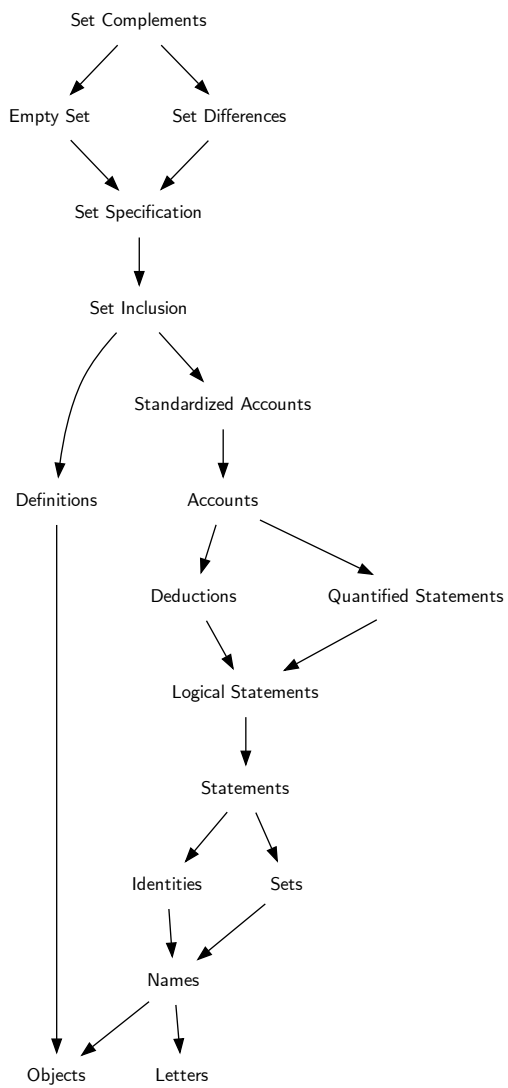 Set Complements
Empty Set
Set Differences
Set Specification
Set Inclusion
Standardized Accounts
Definitions
Accounts
Deductions
Quantified Statements
Logical Statements
Statements
Identities
Sets
Names
Objects
Letters